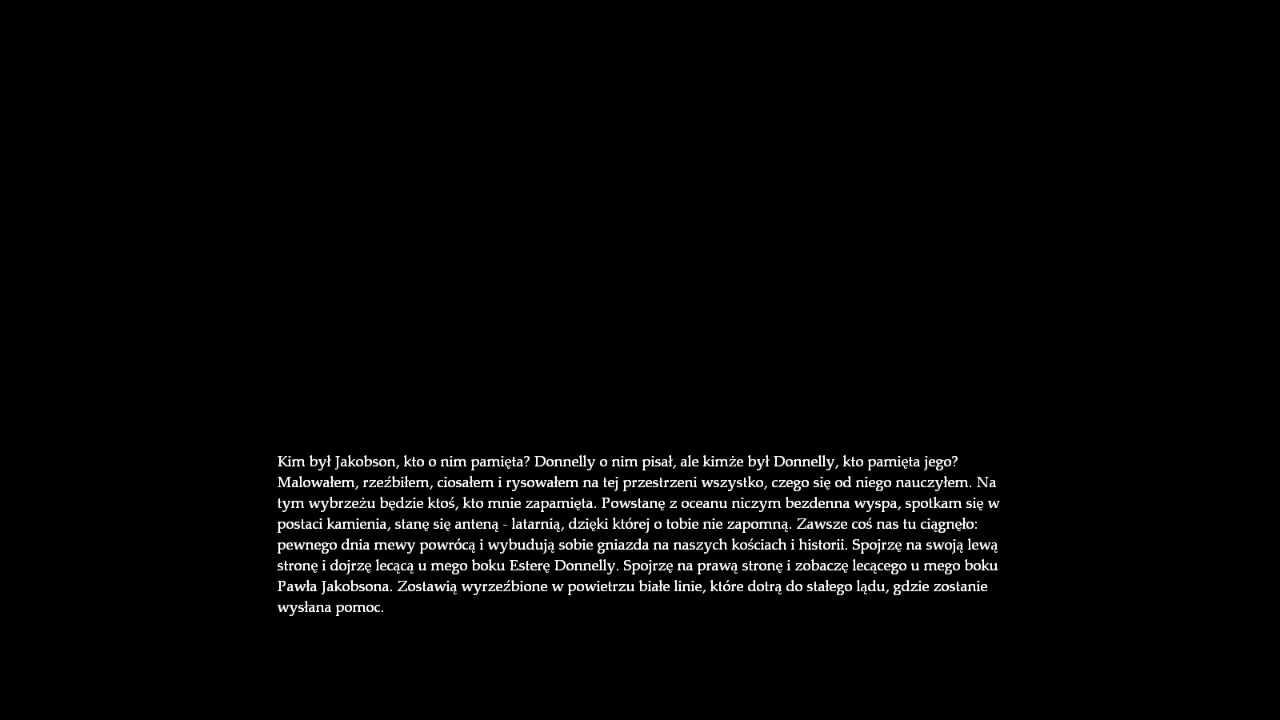 Kim był Jakobson, kto o nim pamięta? Donnelly o nim pisał, ale kimże był Donnelly, kto pamięta jego?
Malowałem, rzeźbiłem, ciosałem i rysowałem na tej przestrzeni wszystko, czego się od niego nauczyłem. Na
tym wybrzeżu będzie ktoś, kto mnie zapamięta. Powstanę z oceanu niczym bezdenna wyspa, spotkam się w
postaci kamienia, stanę się anteną - latarnią, dzięki której o tobie nie zapomną. Zawsze coś nas tu ciągnęło:
pewnego dnia mewy powrócą i wybudują sobie gniazda na naszych kościach i historii. Spojrzę na swoją lewą
stronę i dojrzę lecącą u mego boku Esterę Donnelly. Spojrzę na prawą stronę i zobaczę lecącego u mego boku
Pawła Jakobsona. Zostawią wyrzeźbione w powietrzu białe linie, które dotrą do stałego lądu, gdzie zostanie
wysłana pomoc.